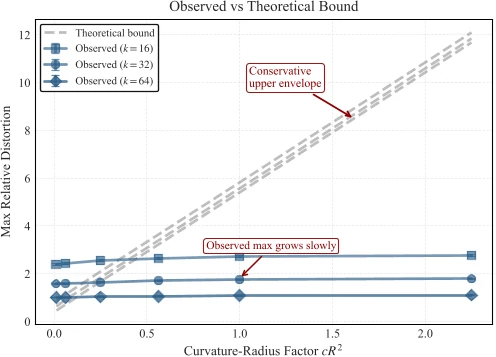 Observed vs Theoretical Bound
12
10
8
6
4
2
0
Max Relative Distortion
Theoretical bound
Observed (k = 16)
Observed (k = 32)
Observed (k = 64)
Conservative
upper envelope
Observed max grows slowly
0.0 0.5 1.0 1.5 2.0
Curvature-Radius Factor cR²